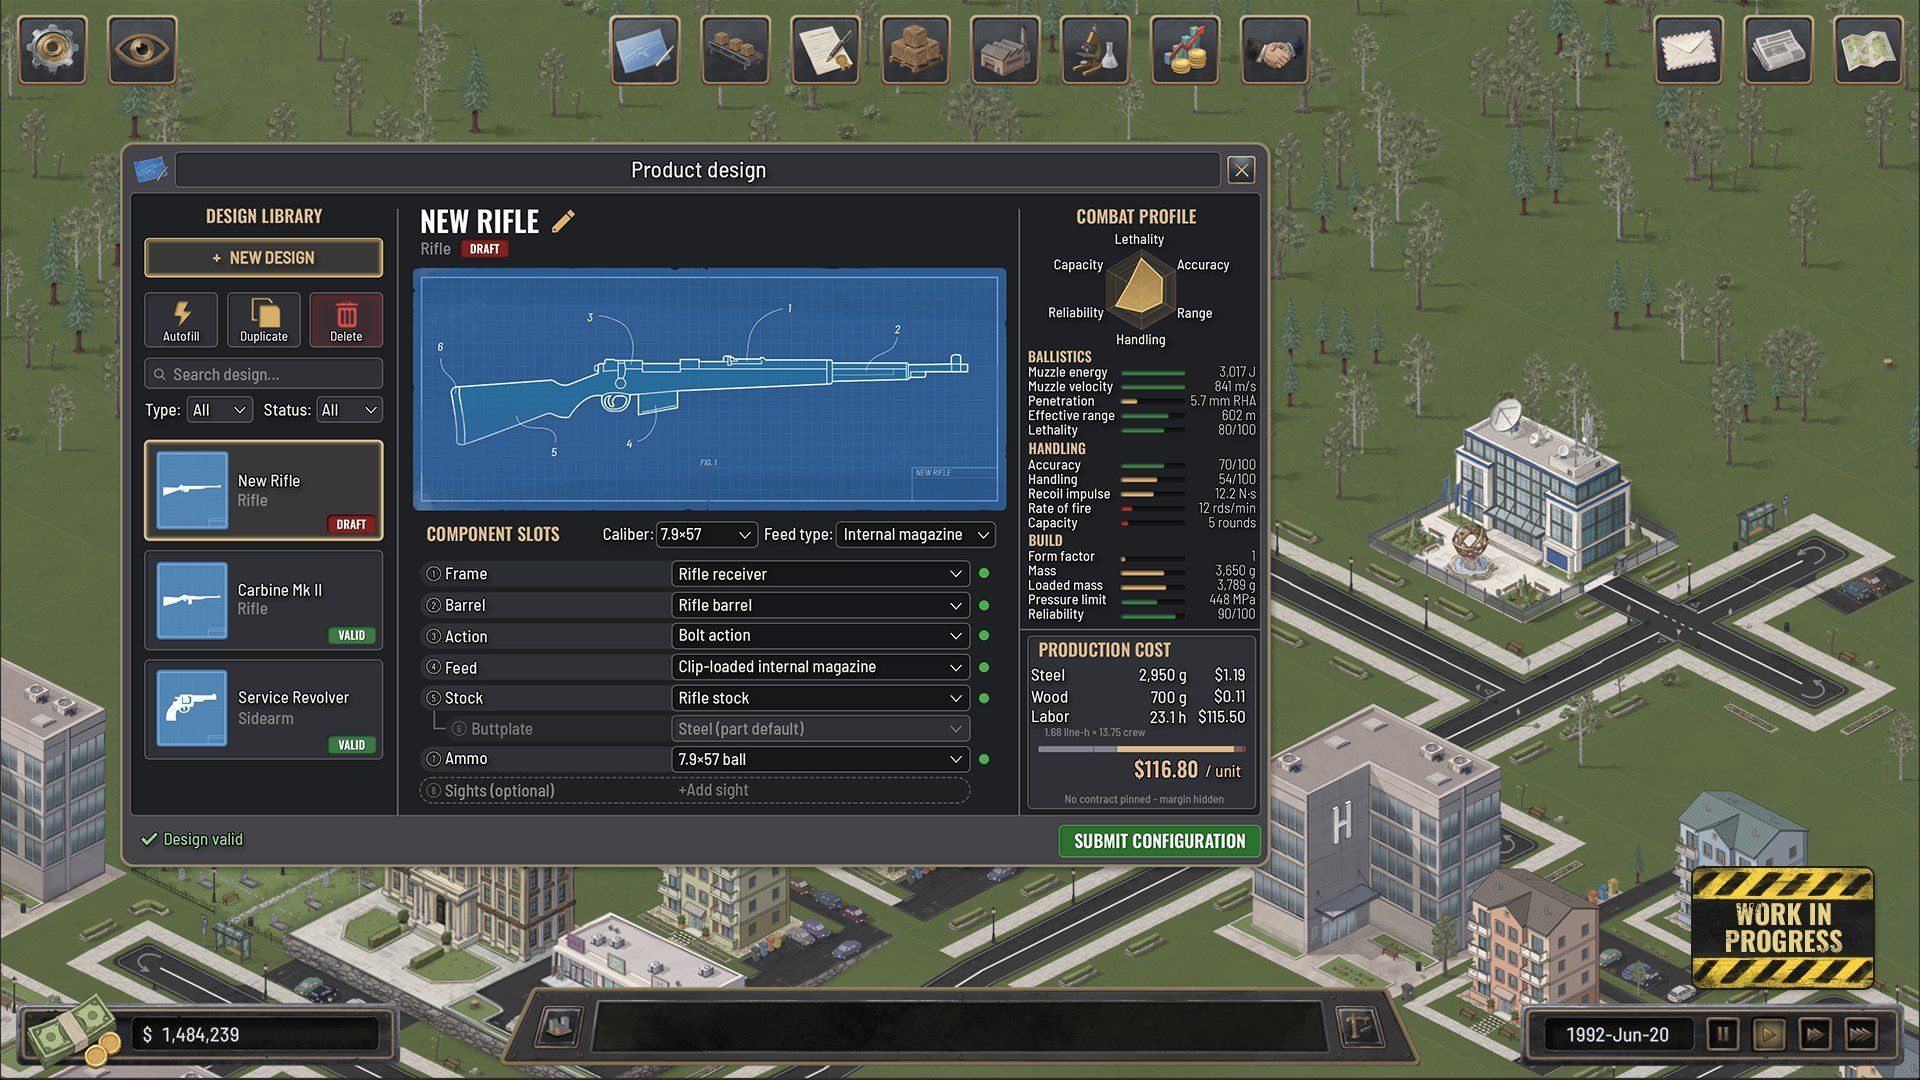 Product design
DESIGN LIBRARY
+ NEW DESIGN
Autofill
Duplicate
Delete
Search design...
Type: All
Status: All
New Rifle
Rifle
DRAFT
Carbine Mk II
Rifle
VALID
Service Revolver
Sidearm
VALID
Design valid
NEW RIFLE
Rifle DRAFT
1
2
3
4
5
6
FIG. 1
NEW RIFLE
COMPONENT SLOTS
Caliber: 7.9×57
Feed type: Internal magazine
1 Frame Rifle receiver
2 Barrel Rifle barrel
3 Action Bolt action
4 Feed Clip-loaded internal magazine
5 Stock Rifle stock
6 Buttplate Steel (part default)
7 Ammo 7.9×57 ball
8 Sights (optional) +Add sight
COMBAT PROFILE
Lethality
Capacity
Accuracy
Reliability
Range
Handling
BALLISTICS
Muzzle energy 3,017 J
Muzzle velocity 841 m/s
Penetration 5.7 mm RHA
Effective range 602 m
Lethality 80/100
HANDLING
Accuracy 70/100
Handling 54/100
Recoil impulse 12.2 N·s
Rate of fire 12 rds/min
Capacity 5 rounds
BUILD
Form factor 1
Mass 3,650 g
Loaded mass 3,789 g
Pressure limit 448 MPa
Reliability 90/100
PRODUCTION COST
Steel 2,950 g $1.19
Wood 700 g $0.11
Labor 23.1 h $115.50
1.68 line-h × 13.75 crew
$116.80 / unit
No contract pinned - margin hidden
SUBMIT CONFIGURATION
H
WORK IN
PROGRESS
$ 1,484,239
1992-Jun-20